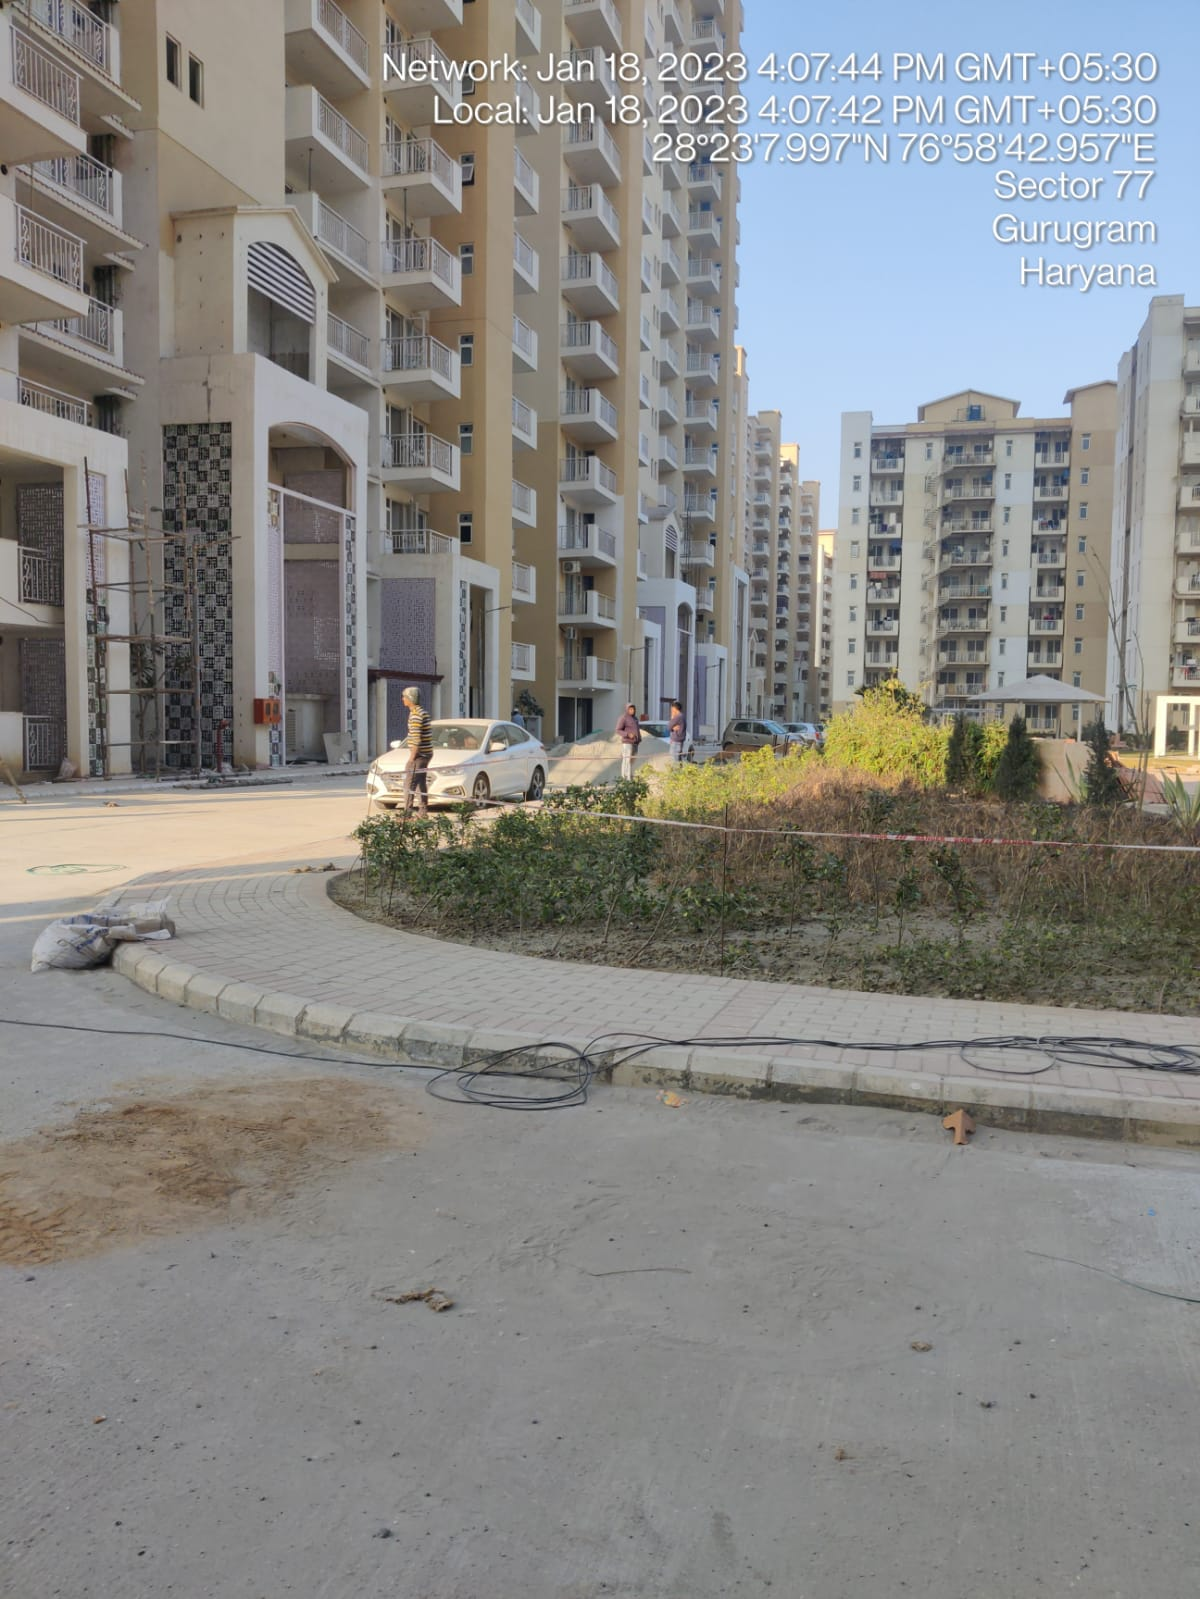 Network: Jan 18, 2023 4:07:44 PM GMT+05:30
Local: Jan 18, 2023 4:07:42 PM GMT+05:30
28°23'7.997"N 76°58'42.957"E
Sector 77
Gurugram
Haryana